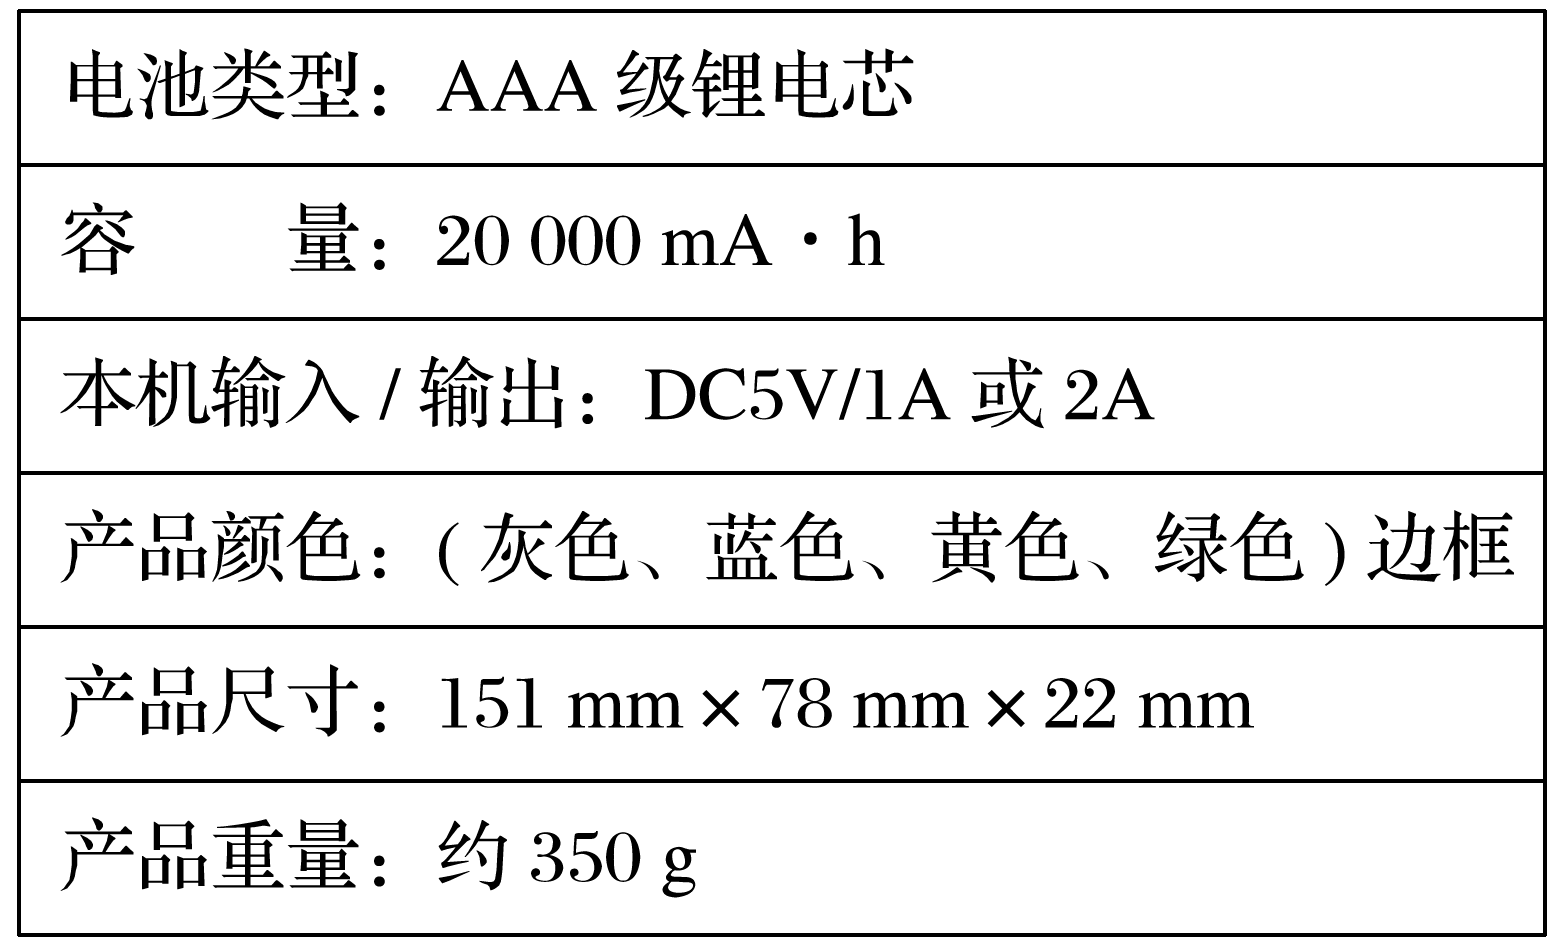 电池类型：AAA 级锂电芯
容　　量：20 000 mA·h
本机输入 / 输出：DC5V/1A 或 2A
产品颜色：( 灰色、蓝色、黄色、绿色 ) 边框
产品尺寸：151 mm × 78 mm × 22 mm
产品重量：约 350 g